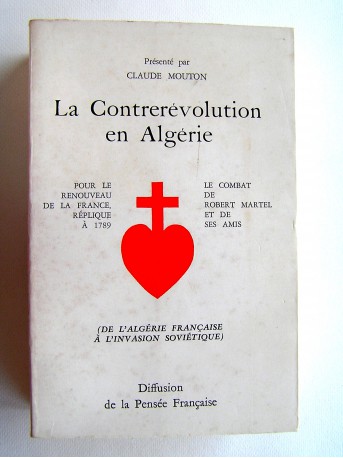 Présenté par
CLAUDE MOUTON
La Contrerévolution
en Algérie
POUR LE
RENOUVEAU
DE LA FRANCE,
RÉPLIQUE
À 1789
LE COMBAT
DE
ROBERT MARTEL
ET DE
SES AMIS
(DE L'ALGÉRIE FRANÇAISE
À L'INVASION SOVIÉTIQUE)
Diffusion
de la Pensée Française